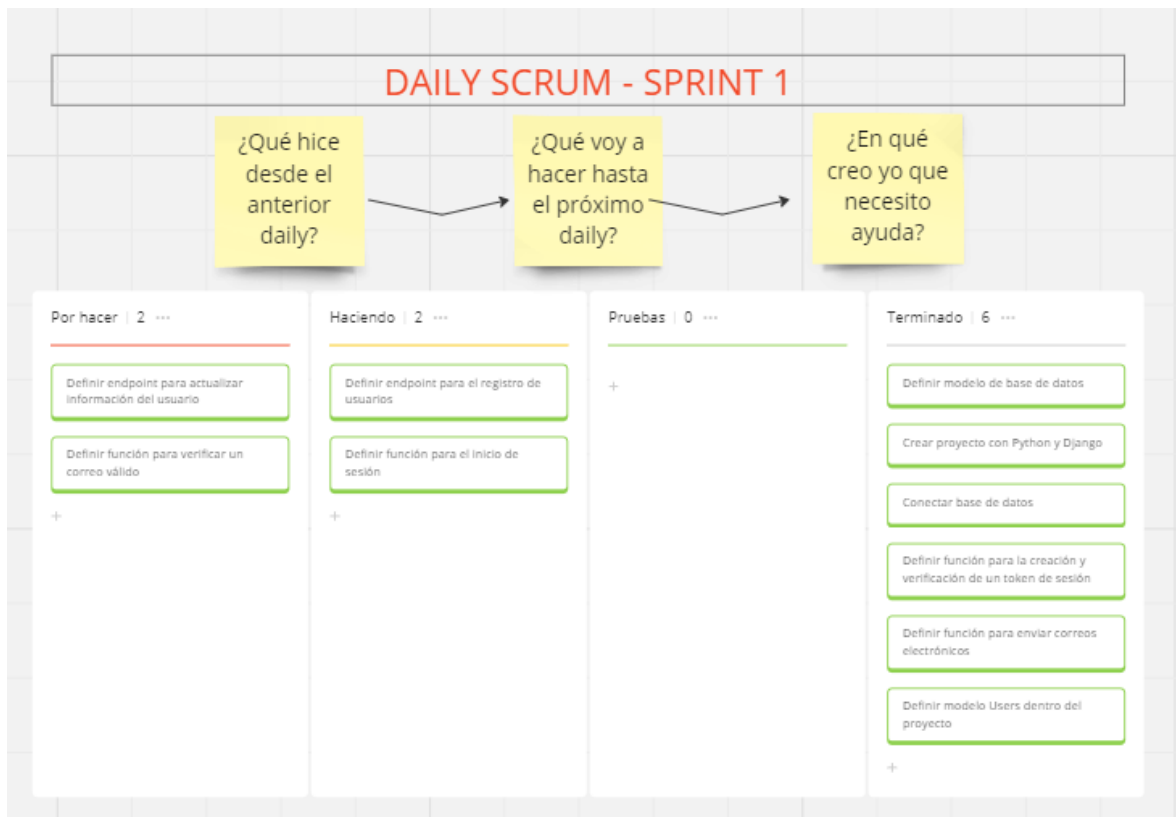 DAILY SCRUM - SPRINT 1
¿Qué hice
desde el
anterior
daily?
¿Qué voy a
hacer hasta
el próximo
daily?
¿En qué
creo yo que
necesito
ayuda?
Por hacer | 2 ···
Definir endpoint para actualizar
información del usuario
Definir función para verificar un
correo válido
+
Haciendo | 2 ···
Definir endpoint para el registro de
usuarios
Definir función para el inicio de
sesión
+
Pruebas | 0 ···
+
Terminado | 6 ···
Definir modelo de base de datos
Crear proyecto con Python y Django
Conectar base de datos
Definir función para la creación y
verificación de un token de sesión
Definir función para enviar correos
electrónicos
Definir modelo Users dentro del
proyecto
+